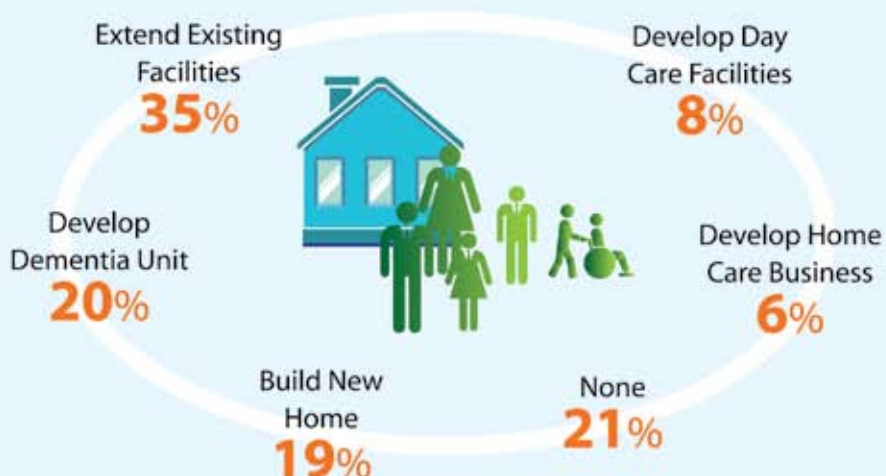 Extend Existing
Facilities
35%
Develop Day
Care Facilities
8%
Develop
Dementia Unit
20%
Develop Home
Care Business
6%
Build New
Home
19%
None
21%